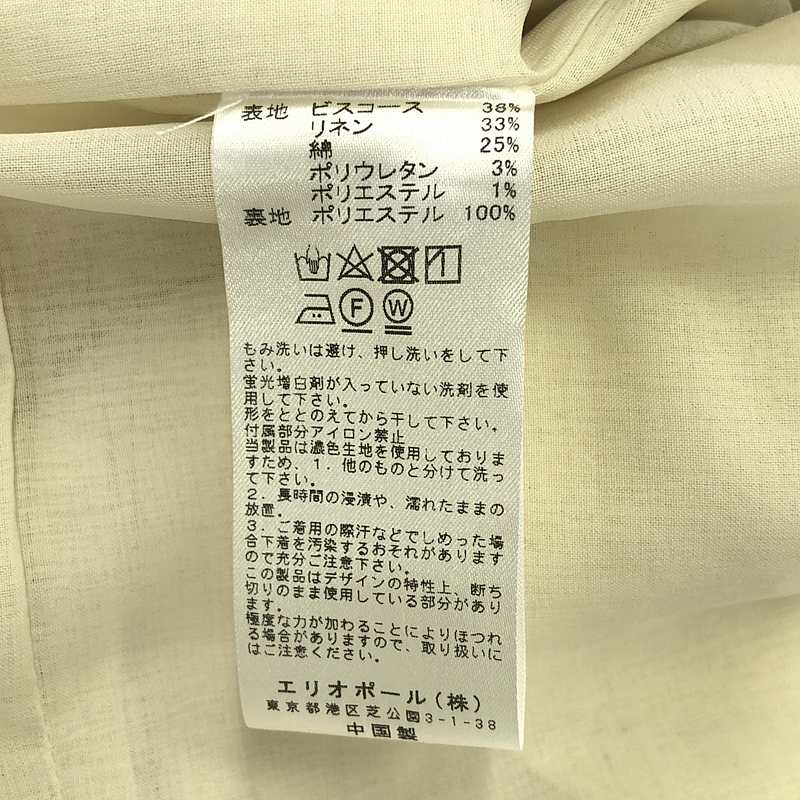 表地 ビスコース 38%
リネン 33%
綿 25%
ポリウレタン 3%
ポリエステル 1%
裏地 ポリエステル 100%
F W
もみ洗いは避け、押し洗いをして下
さい。
蛍光増白剤が入っていない洗剤を使
用して下さい。
形をととのえてから干して下さい。
付属部分アイロン禁止
当製品は濃色生地を使用しておりま
すため、1．他のものと分けて洗っ
て下さい。
2．長時間の浸漬や、濡れたままの
放置。
3．ご着用の際汗などでしめった場
合下着を汚染するおそれがあります
ので充分ご注意下さい。
この製品はデザインの特性上、断ち
切りのまま使用している部分があり
ます。
極度な力が加わることによりほつれ
る場合がありますので、取り扱いに
はご注意ください。
エリオポール(株)
東京都港区芝公園3-1-38
中国製